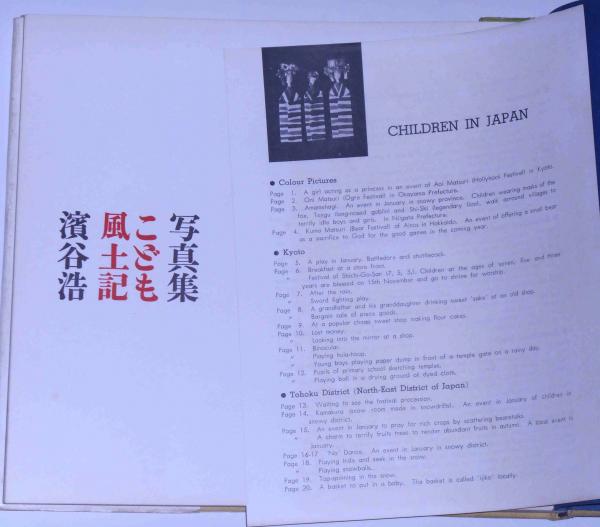 写真集
こども
風土記
濱谷浩
CHILDREN IN JAPAN
● Colour Pictures
Page 1. A girl acting as a princess in an event of Aoi Matsuri (Hollyhock Festival) in Kyoto.
Page 2. Oni Matsuri (Ogre Festival) in Okayama Prefecture.
Page 3. Amamehagi. An event in January in snowy province. Children wearing masks of the
fox, Tengu (long-nosed goblin) and Shi-Shi (legendary lion), walk around villages to
terrify idle boys and girls. In Niigata Prefecture.
Page 4. Kuma Matsuri (Bear Festival) of Ainos in Hokkaido. An event of offering a small bear
as a sacrifice to God for the good games in the coming year.
● Kyoto
Page 5. A play in January. Battledore and shuttlecock.
Page 6. Breakfast at a store front.
〃 Festival of Shichi-Go-San (7, 5, 3,). Children at the ages of seven, five and three
years are blessed on 15th November and go to shrine for worship.
Page 7. After the rain.
〃 Sword fighting play.
Page 8. A grandfather and his granddaughter drinking sweet "sake" at an old shop.
〃 Bargain sale of piece goods.
Page 9. At a popular cheap sweet shop making flour cakes.
Page 10. Lost money.
〃 Looking into the mirror at a shop.
Page 11. Binocular.
〃 Playing hula-hoop.
〃 Young boys playing paper dump in front of a temple gate on a rainy day.
Page 12. Pupils of primary school sketching temples.
〃 Playing ball in a drying ground of dyed cloth.
● Tohoku District (North-East District of Japan)
Page 13. Waiting to see the festival procession.
Page 14. Kamakura (snow room made in snowdrifts). An event in January of children in
snowy district.
Page 15. An event in January to pray for rich crops by scattering beanstalks.
〃 A charm to terrify fruits trees to render abundant fruits in autumn. A local event in
January.
Page 16-17 "No" Dance. An event in January in snowy district.
Page 18. Playing hide and seek in the snow.
〃 Playing snowballs.
Page 19. Top-spinning in the snow.
Page 20. A basket to put in a baby. The basket is called "ijiko" locally.